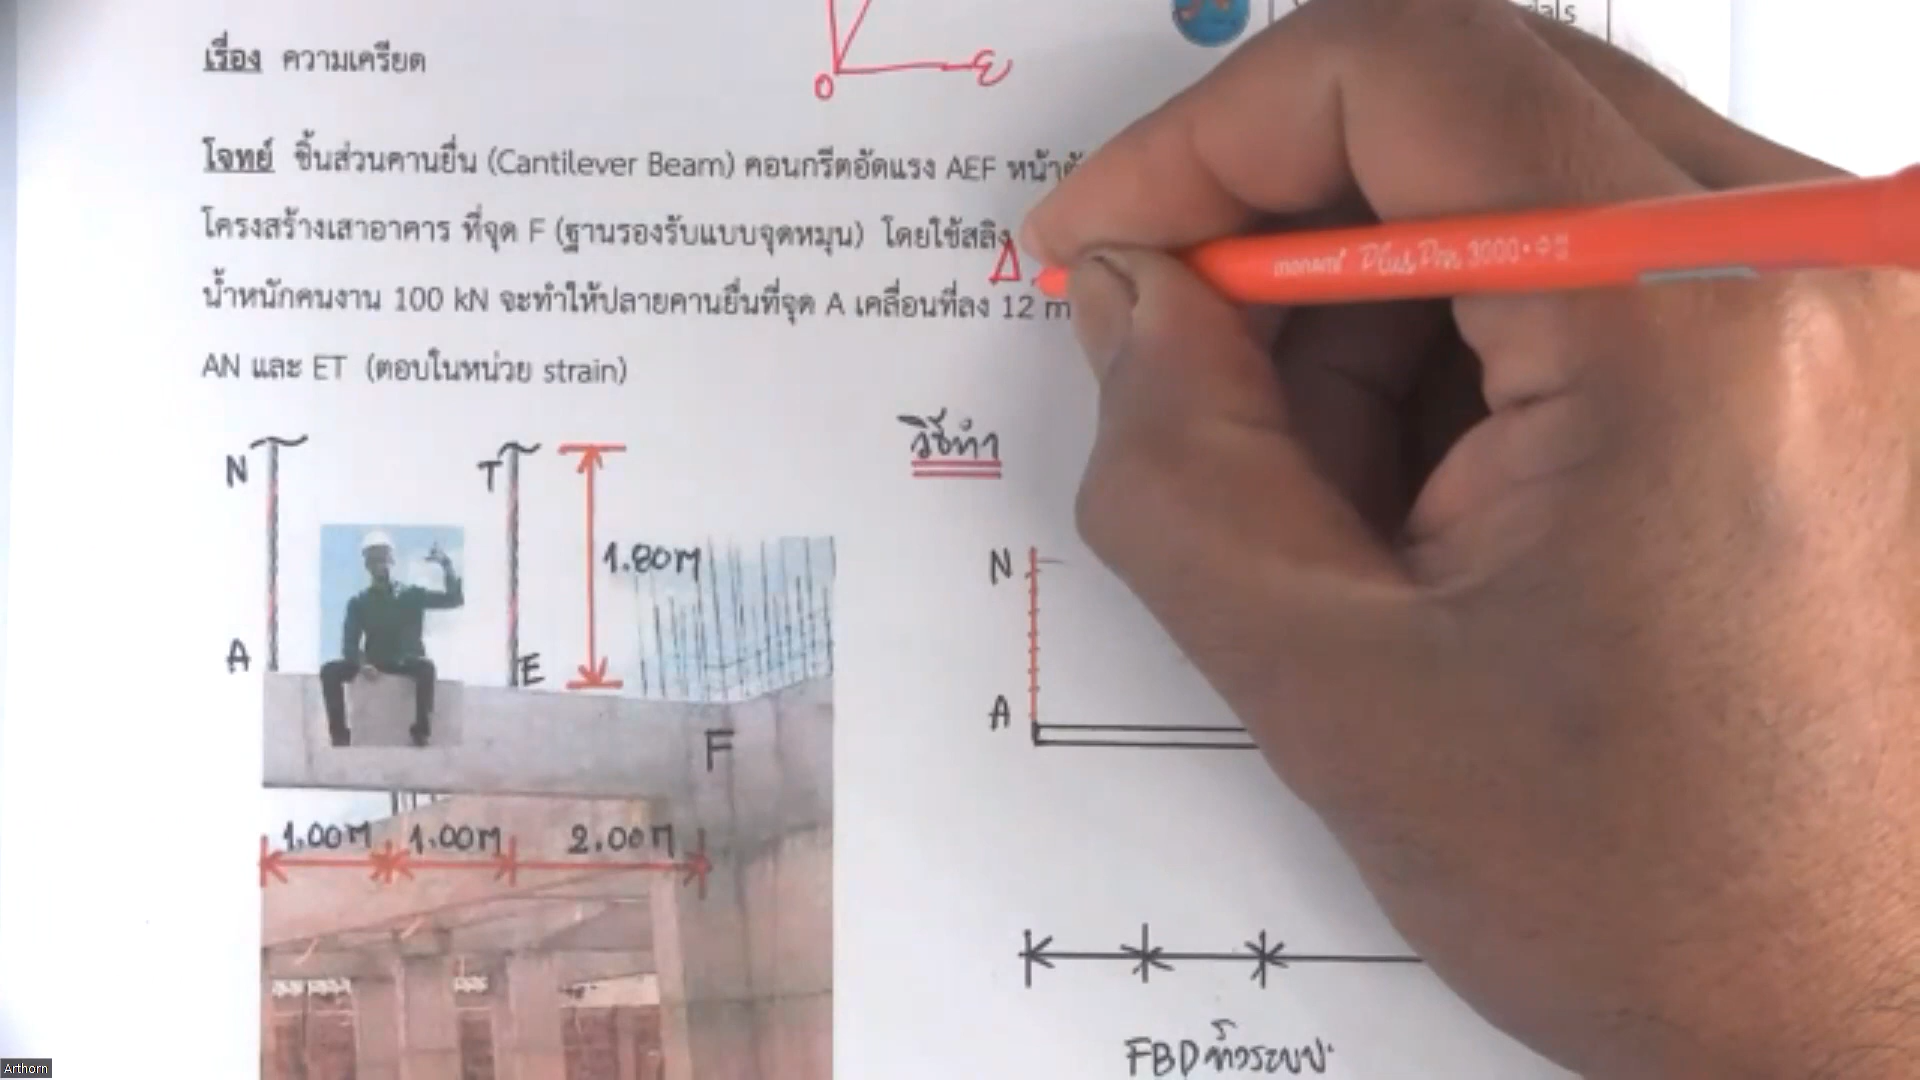 เรื่อง ความเครียด
0 ε
โจทย์ ชิ้นส่วนคานยื่น (Cantilever Beam) คอนกรีตอัดแรง AEF
โครงสร้างเสาอาคาร ที่จุด F (ฐานรองรับแบบจุดหมุน) โดยใช้สลิง
Δ
น้ำหนักคนงาน 100 kN จะทำให้ปลายคานยื่นที่จุด A เคลื่อนที่ลง 12
AN และ ET (ตอบในหน่วย strain)
วิธีทำ
N T
1.80M
A E
F
1.00M 1.00M 2.00M
N
A
FBD ทั้งระบบ
monami Plus Pen 3000
Arthorn